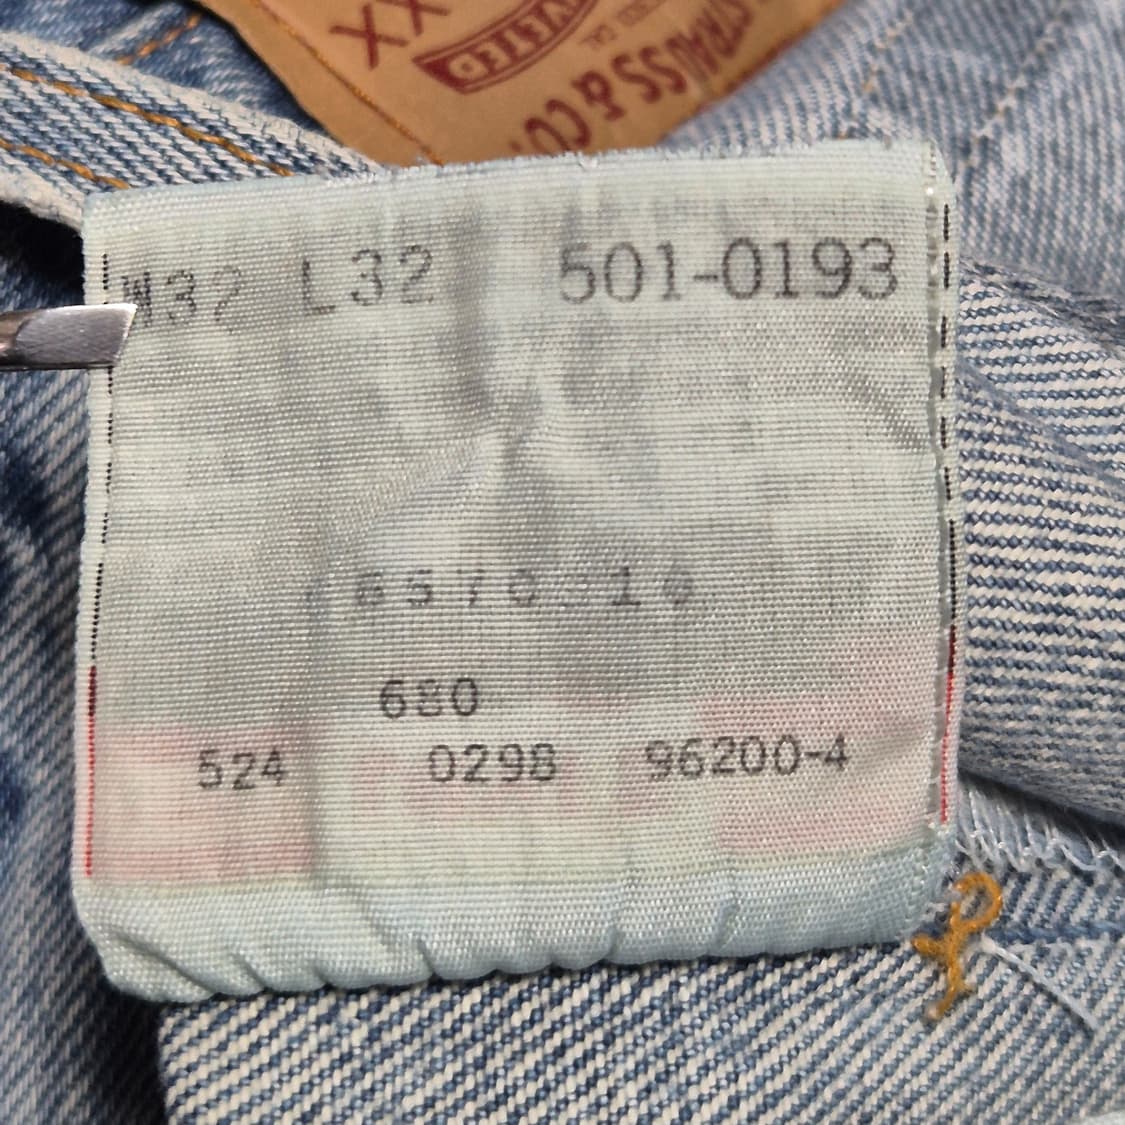 XX
STRAUSS & CO.
W32 L32 501-0193
680
524 0298 96200-4